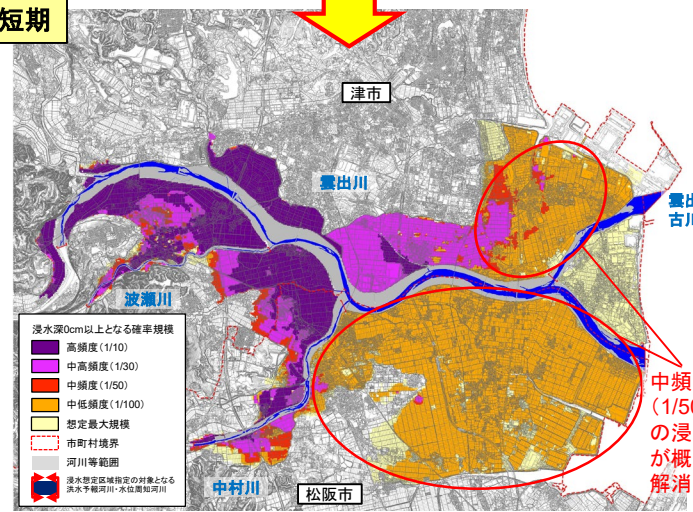 短期
津市
雲出川
雲出
古川
波瀬川
浸水深0cm以上となる確率規模
高頻度(1/10)
中高頻度(1/30)
中頻度(1/50)
中低頻度(1/100)
想定最大規模
市町村境界
河川等範囲
浸水想定区域指定の対象となる
洪水予報河川・水位周知河川
中村川
松阪市
中頻
(1/50
の浸
が概
解消